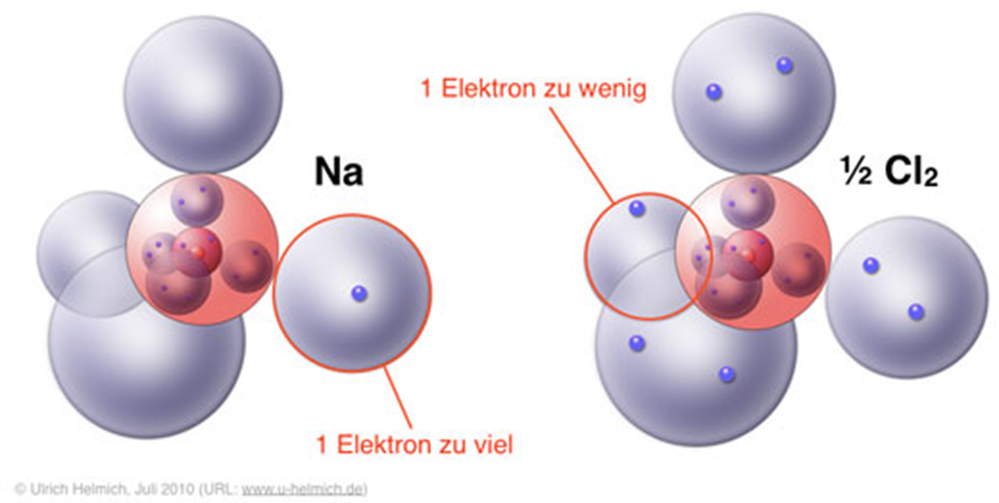 1 Elektron zu wenig
Na
½ Cl₂
1 Elektron zu viel
© Ulrich Helmich, Juli 2010 (URL: www.u-helmich.de)